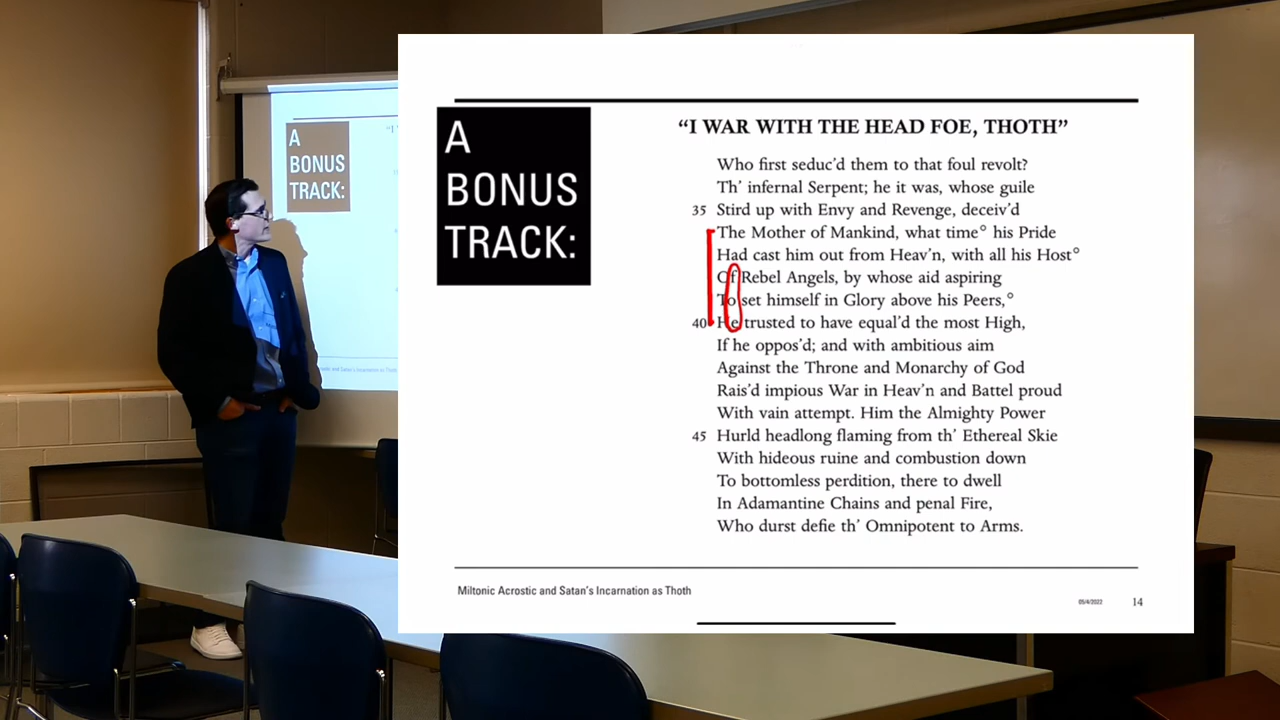 A
BONUS
TRACK:
A
BONUS
TRACK:
“I WAR WITH THE HEAD FOE, THOTH”
Who first seduc’d them to that foul revolt?
Th’ infernal Serpent; he it was, whose guile
35 Stird up with Envy and Revenge, deceiv’d
The Mother of Mankind, what time° his Pride
Had cast him out from Heav’n, with all his Host°
Of Rebel Angels, by whose aid aspiring
To set himself in Glory above his Peers,°
40 He trusted to have equal’d the most High,
If he oppos’d; and with ambitious aim
Against the Throne and Monarchy of God
Rais’d impious War in Heav’n and Battel proud
With vain attempt. Him the Almighty Power
45 Hurld headlong flaming from th’ Ethereal Skie
With hideous ruine and combustion down
To bottomless perdition, there to dwell
In Adamantine Chains and penal Fire,
Who durst defie th’ Omnipotent to Arms.
and Satan's Incarnation as Thoth
Miltonic Acrostic and Satan’s Incarnation as Thoth
05/4/2022
14